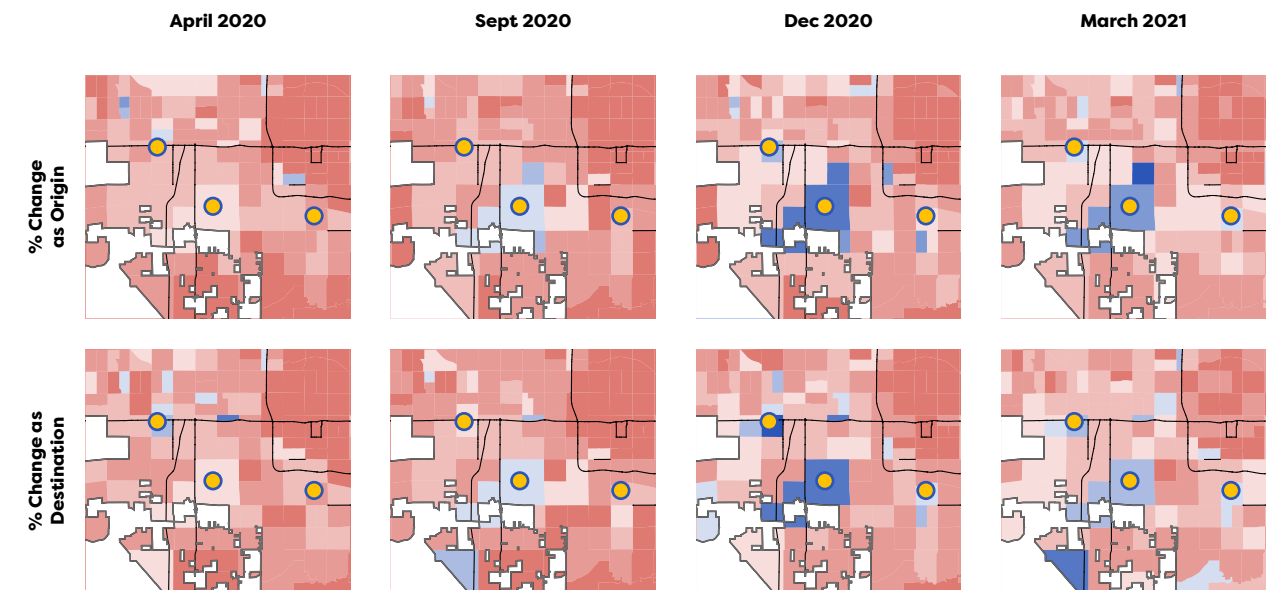 April 2020
Sept 2020
Dec 2020
March 2021
% Change
as Origin
% Change as
Destination